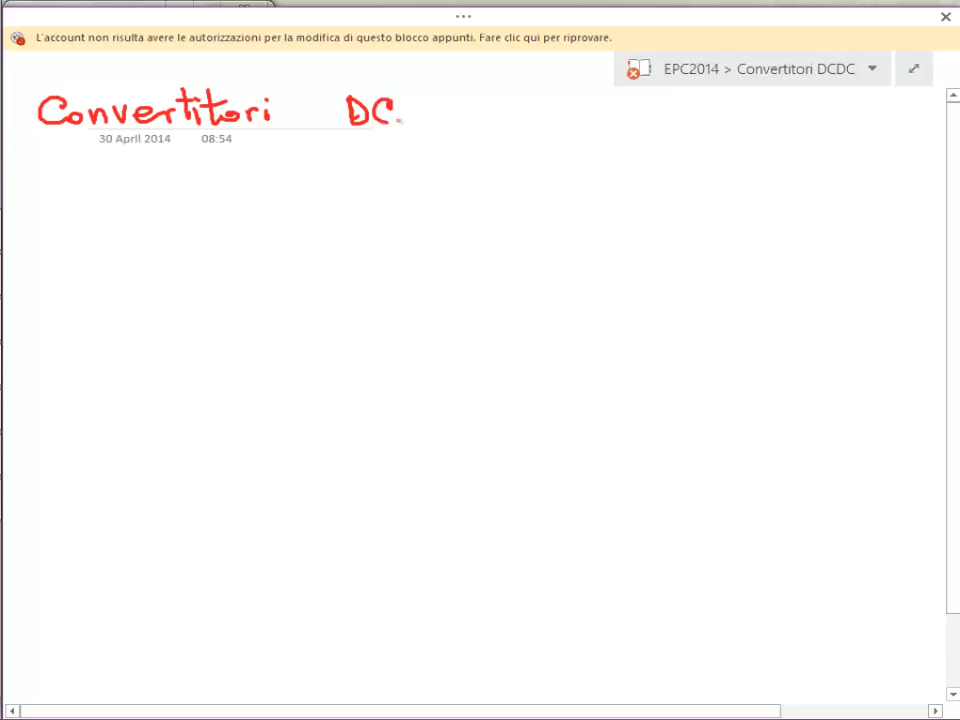 L'account non risulta avere le autorizzazioni per la modifica di questo blocco appunti. Fare clic qui per riprovare.
EPC2014 > Convertitori DCDC
Convertitori DC
30 April 2014 08:54